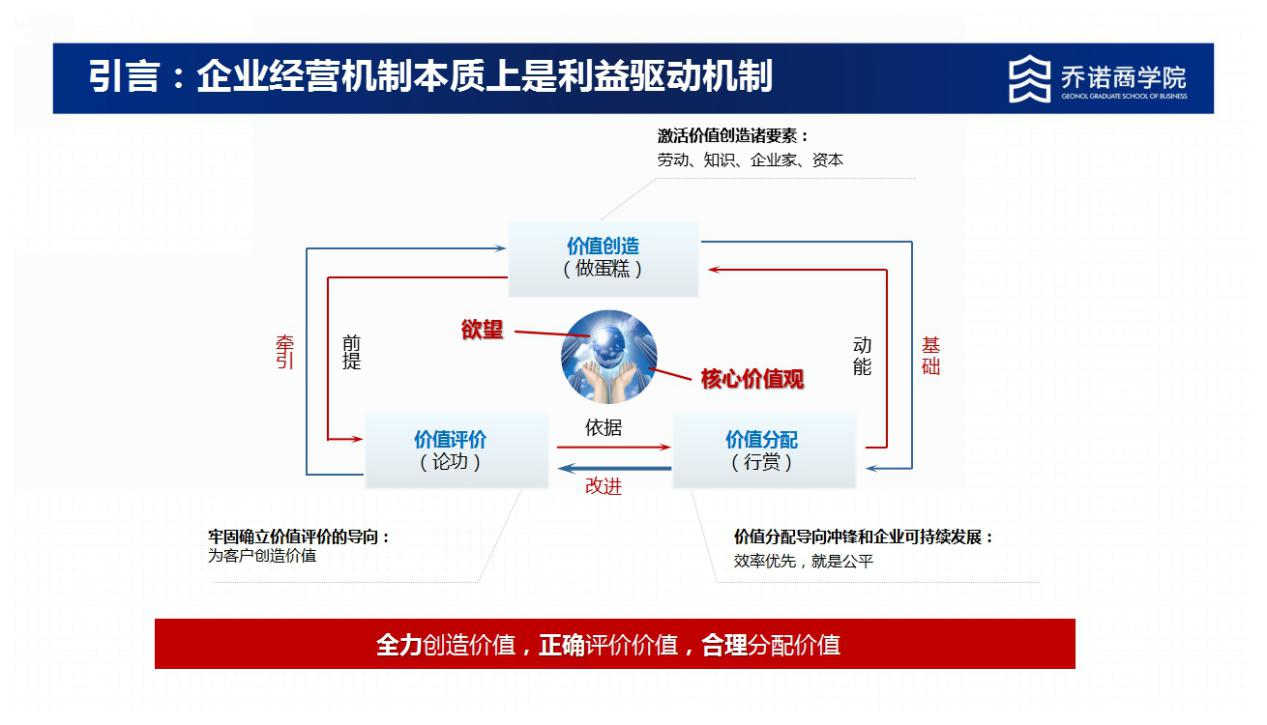 引言：企业经营机制本质上是利益驱动机制
乔诺商学院
GEONOL GRADUATE SCHOOL OF BUSINESS
激活价值创造诸要素：
劳动、知识、企业家、资本
价值创造
（做蛋糕）
欲望
牵引
前提
动能
基础
核心价值观
价值评价
（论功）
依据
改进
价值分配
（行赏）
牢固确立价值评价的导向：
为客户创造价值
价值分配导向冲锋和企业可持续发展：
效率优先，就是公平
全力创造价值，正确评价价值，合理分配价值